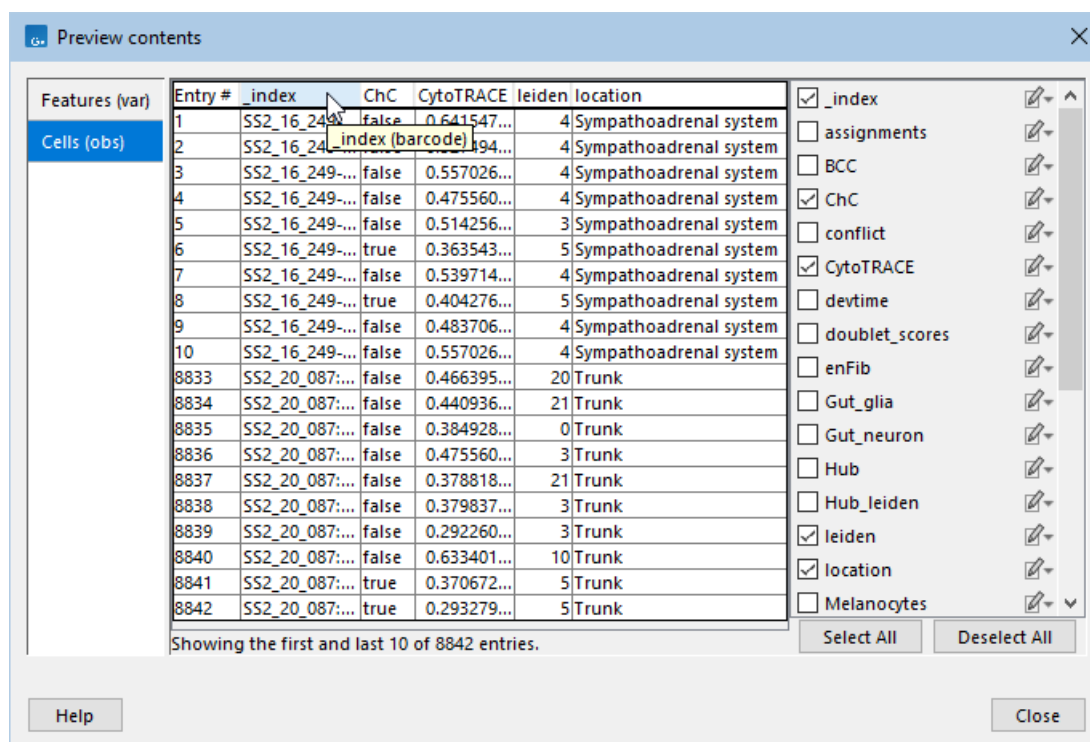 G. Preview contents
Features (var)
Cells (obs)
Entry # _index ChC CytoTRACE leiden location
1 SS2_16_249 false 0.641547... 4 Sympathoadrenal system
_index (barcode)
2 SS2_16_24 494... 4 Sympathoadrenal system
3 SS2_16_249-... false 0.557026... 4 Sympathoadrenal system
4 SS2_16_249-... false 0.475560... 4 Sympathoadrenal system
5 SS2_16_249-... false 0.514256... 3 Sympathoadrenal system
6 SS2_16_249-... true 0.363543... 5 Sympathoadrenal system
7 SS2_16_249-... false 0.539714... 4 Sympathoadrenal system
8 SS2_16_249-... true 0.404276... 5 Sympathoadrenal system
9 SS2_16_249-... false 0.483706... 4 Sympathoadrenal system
10 SS2_16_249-... false 0.557026... 4 Sympathoadrenal system
8833 SS2_20_087:... false 0.466395... 20 Trunk
8834 SS2_20_087:... false 0.440936... 21 Trunk
8835 SS2_20_087:... false 0.384928... 0 Trunk
8836 SS2_20_087:... false 0.475560... 3 Trunk
8837 SS2_20_087:... false 0.378818... 21 Trunk
8838 SS2_20_087:... false 0.379837... 3 Trunk
8839 SS2_20_087:... false 0.292260... 3 Trunk
8840 SS2_20_087:... false 0.633401... 10 Trunk
8841 SS2_20_087:... true 0.370672... 5 Trunk
8842 SS2_20_087:... true 0.293279... 5 Trunk
Showing the first and last 10 of 8842 entries.
_index
assignments
BCC
ChC
conflict
CytoTRACE
devtime
doublet_scores
enFib
Gut_glia
Gut_neuron
Hub
Hub_leiden
leiden
location
Melanocytes
Select All Deselect All
Help Close